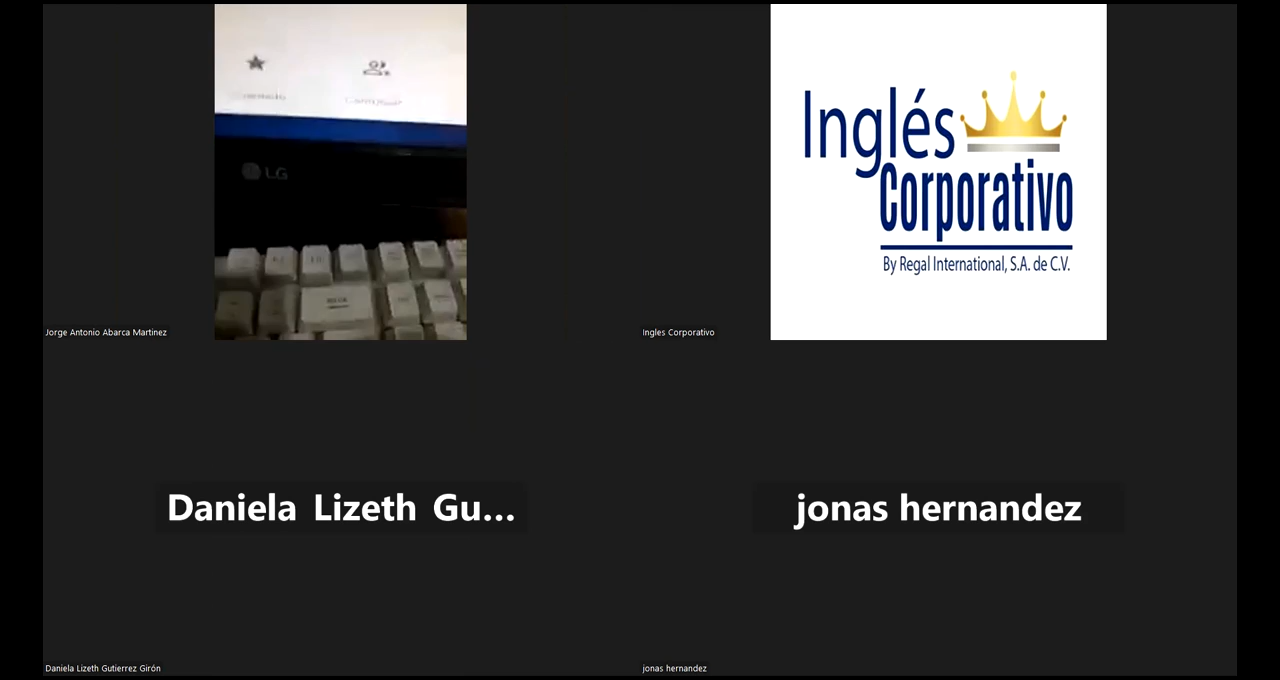 LG
Jorge Antonio Abarca Martinez
Inglés
Corporativo
By Regal International, S.A. de C.V.
Ingles Corporativo
Daniela Lizeth Gu...
jonas hernandez
Daniela Lizeth Gutierrez Girón
jonas hernandez